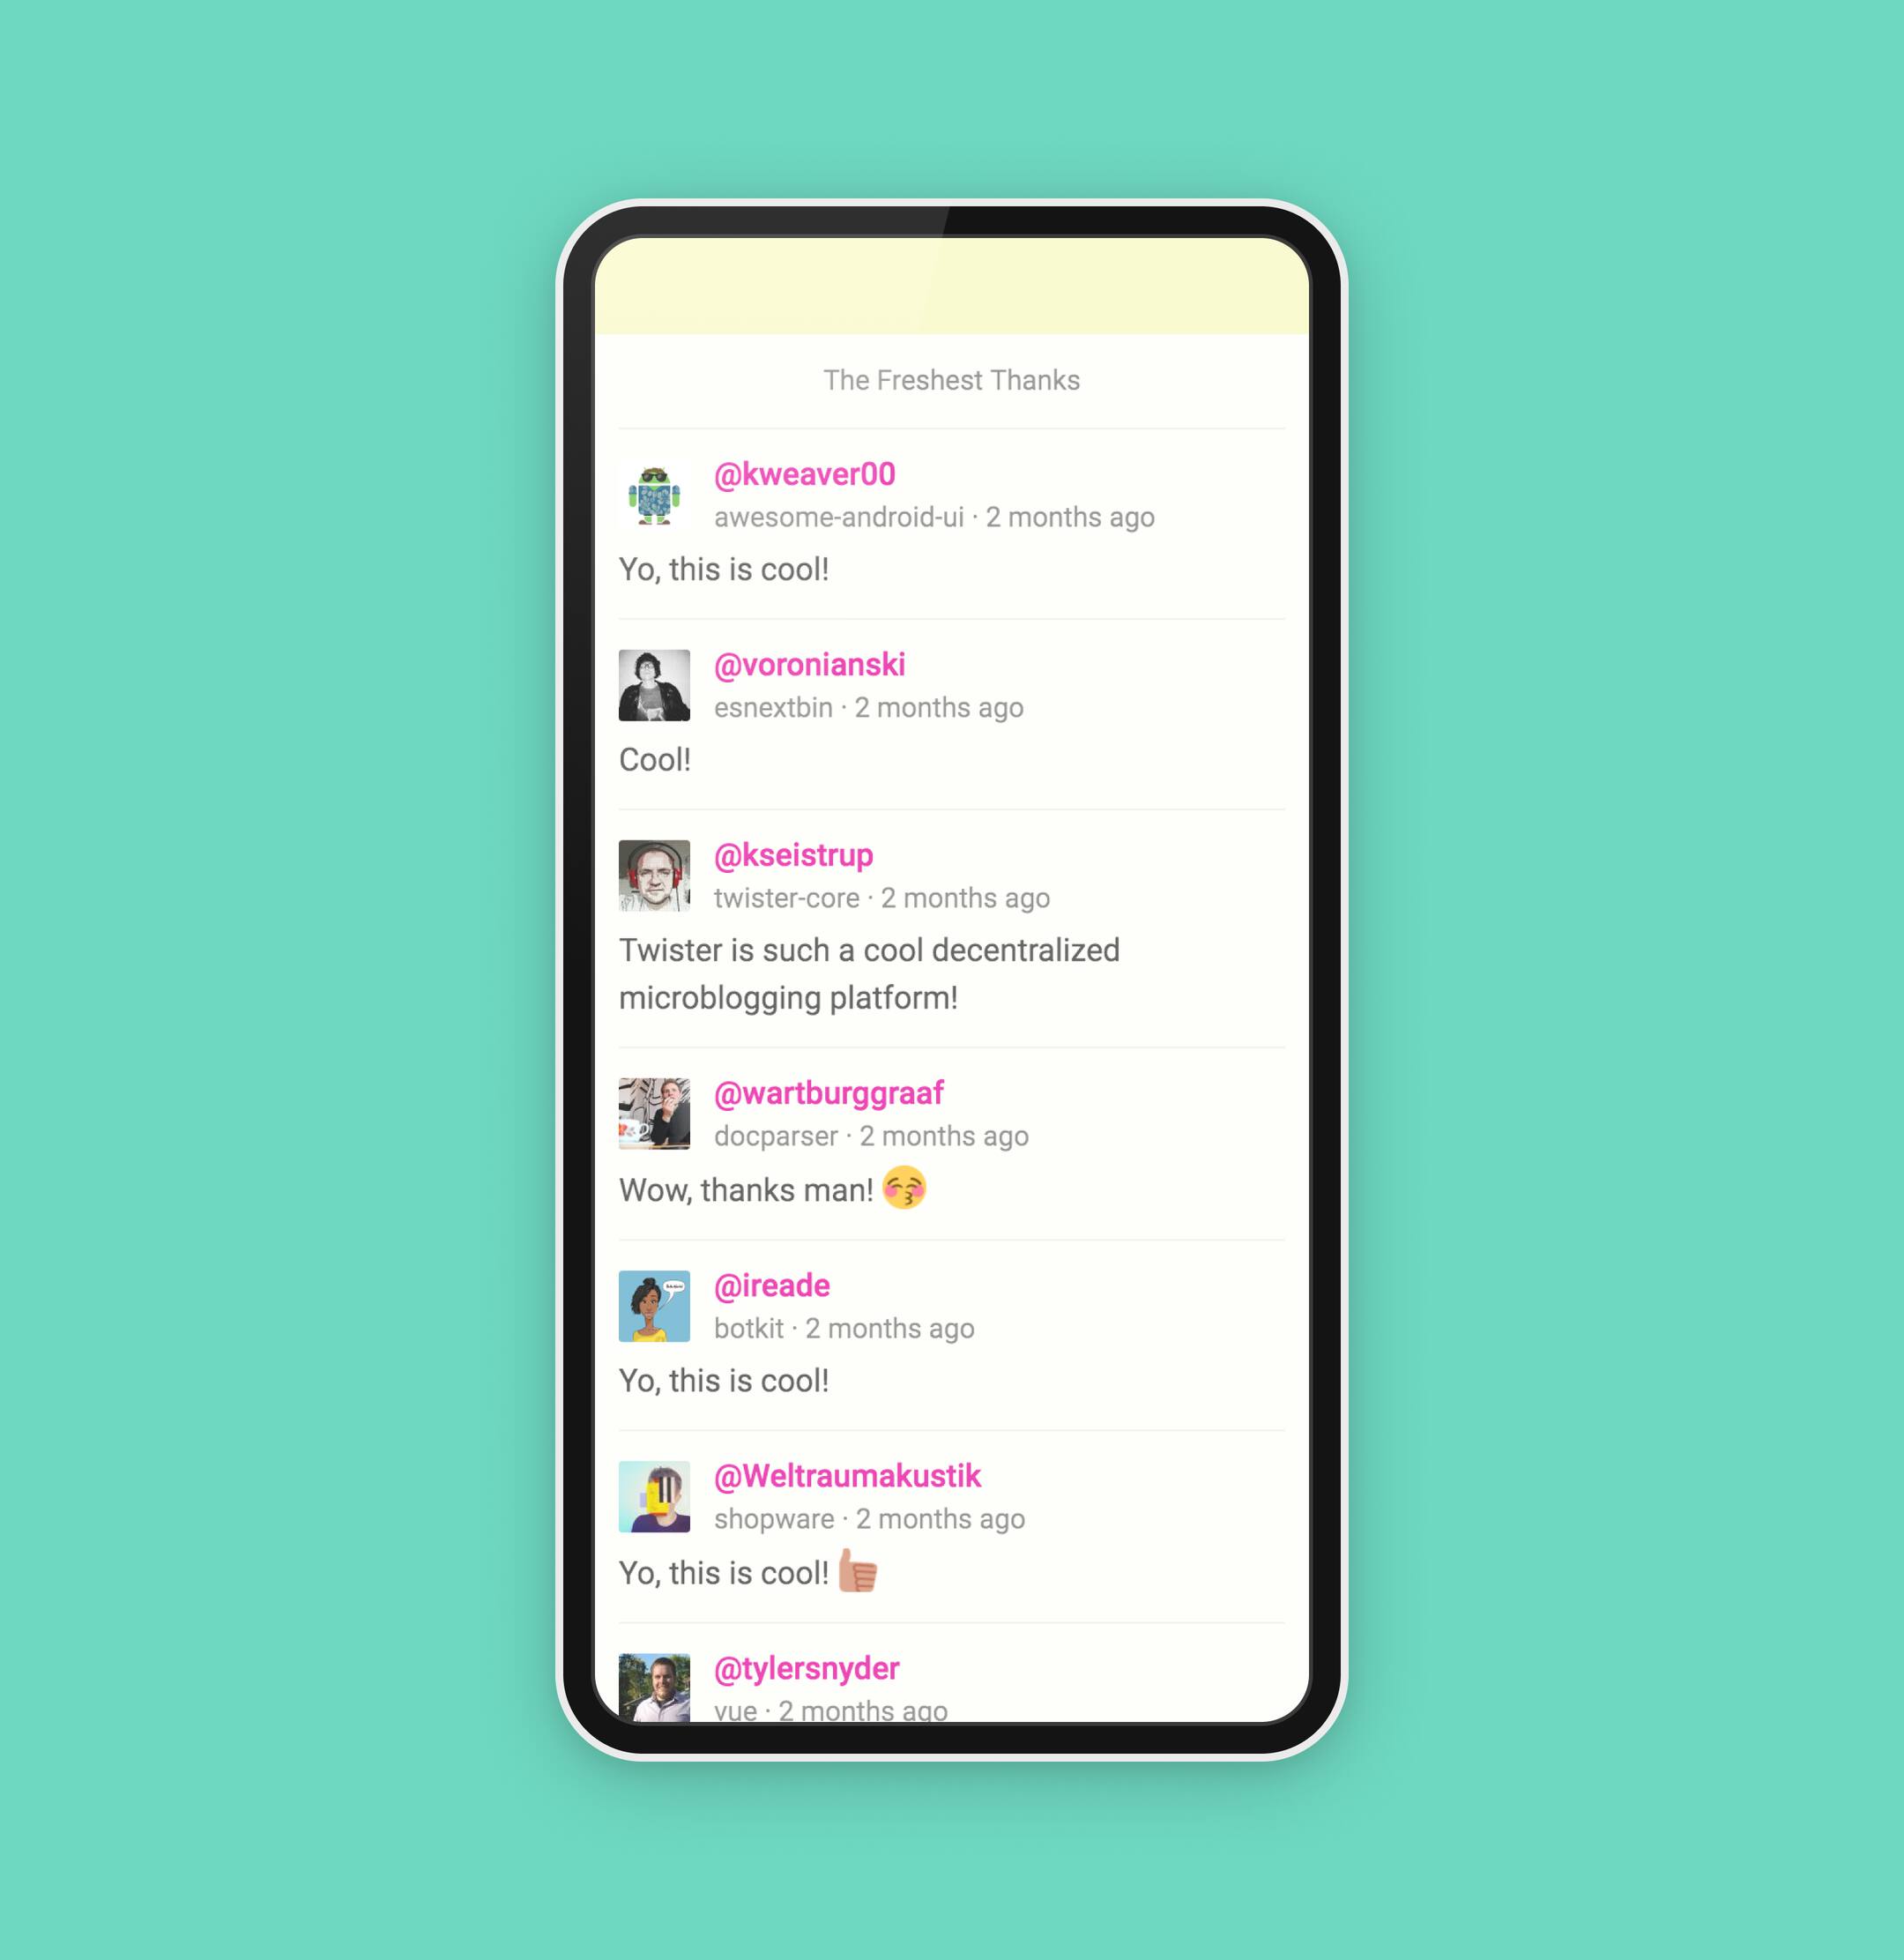 The Freshest Thanks
@kweaver00
awesome-android-ui · 2 months ago
Yo, this is cool!
@voronianski
esnextbin · 2 months ago
Cool!
@kseistrup
twister-core · 2 months ago
Twister is such a cool decentralized
microblogging platform!
@wartburggraaf
docparser · 2 months ago
Wow, thanks man! 😚
@ireade
botkit · 2 months ago
Yo, this is cool!
@Weltraumakustik
shopware · 2 months ago
Yo, this is cool! 👍
@tylersnyder
vue · 2 months ago